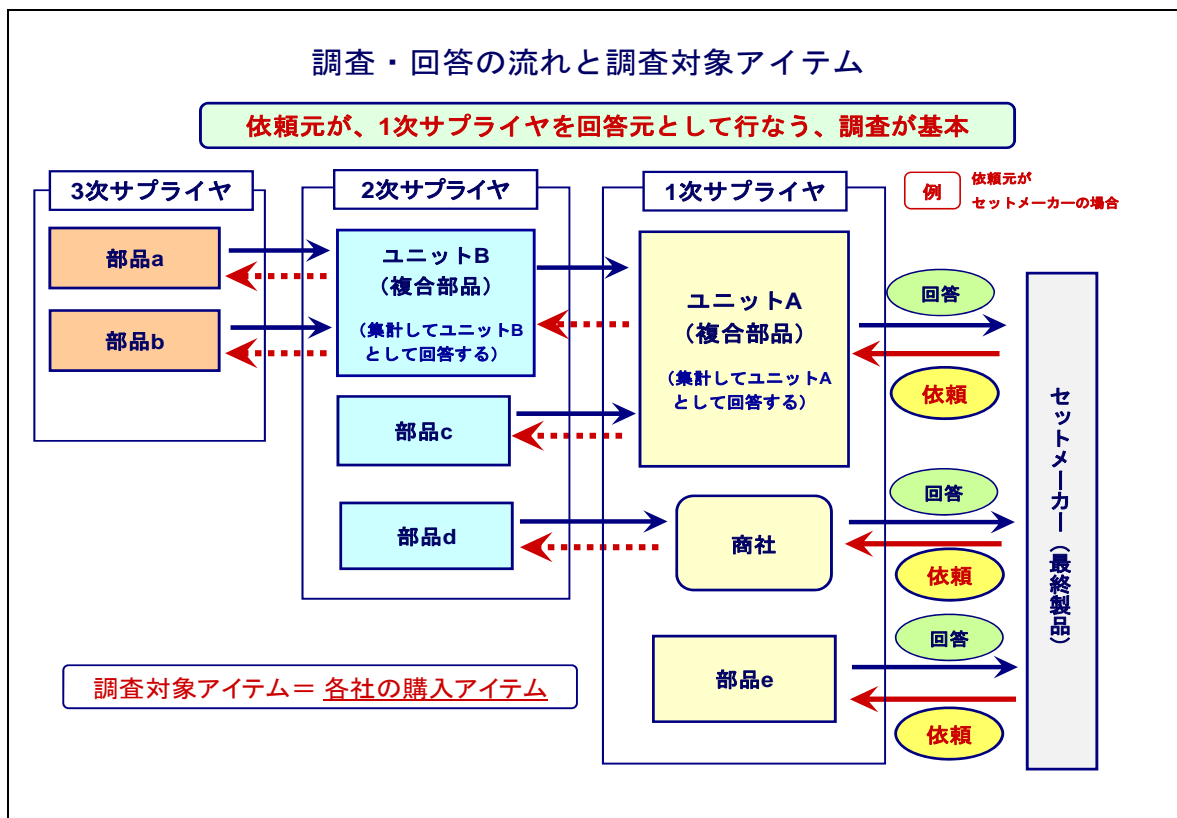 調査・回答の流れと調査対象アイテム
依頼元が、1次サプライヤを回答元として行なう、調査が基本
3次サプライヤ
2次サプライヤ
1次サプライヤ
例
依頼元が
セットメーカーの場合
部品a
部品b
ユニットB
（複合部品）
（集計してユニットB
として回答する）
部品c
部品d
ユニットA
（複合部品）
（集計してユニットA
として回答する）
商社
部品e
回答
依頼
回答
依頼
回答
依頼
セットメーカー（最終製品）
調査対象アイテム＝ 各社の購入アイテム